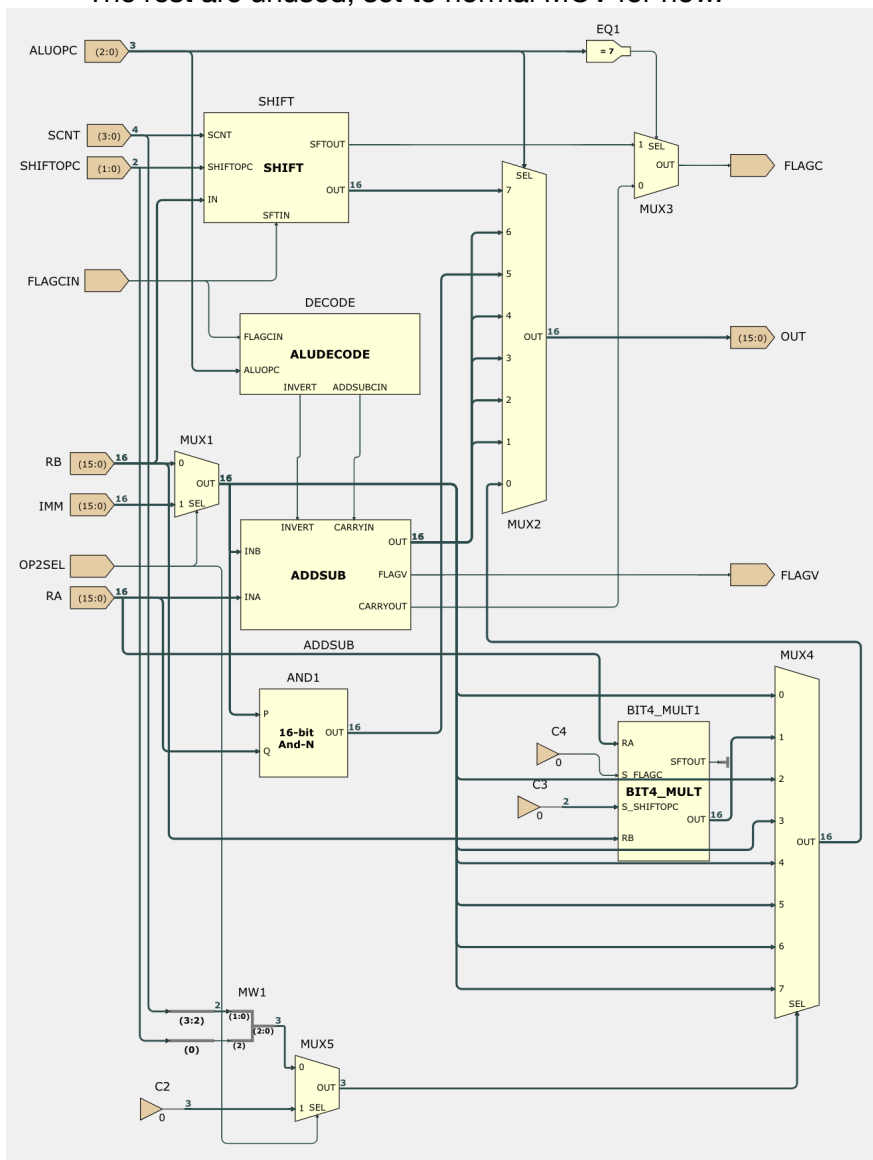 The rest are unused, set to normal MOV for now.
EQ1
ALUOPC (2:0) 3
= 7
SHIFT
SCNT (3:0) 4
SCNT
SFTOUT
1 SEL
OUT
FLAGC
SHIFTOPC (1:0) 2
SHIFTOPC
SHIFT
SEL
OUT 16
7
0
IN
MUX3
SFTIN
6
FLAGCIN
5
DECODE
4
FLAGCIN
OUT 16
(15:0) OUT
ALUDECODE
3
ALUOPC
INVERT ADDSUBCIN
2
MUX1
1
RB (15:0) 16
0
OUT 16
0
IMM (15:0) 16
1 SEL
MUX2
INVERT CARRYIN
OUT 16
INB
OP2SEL
ADDSUB
FLAGV
FLAGV
RA (15:0) 16
INA
CARRYOUT
ADDSUB
MUX4
AND1
0
BIT4_MULT1
P
C4
16-bit
And-N
OUT 16
RA
1
Q
0
SFTOUT
S_FLAGC
2
C3
BIT4_MULT
2
S_SHIFTOPC
0
OUT 16
3
RB
OUT 16
4
5
6
7
MW1
SEL
2
(3:2)
(1:0)
3
(2:0)
(0)
(2)
MUX5
0
C2
OUT 3
3
1 SEL
0